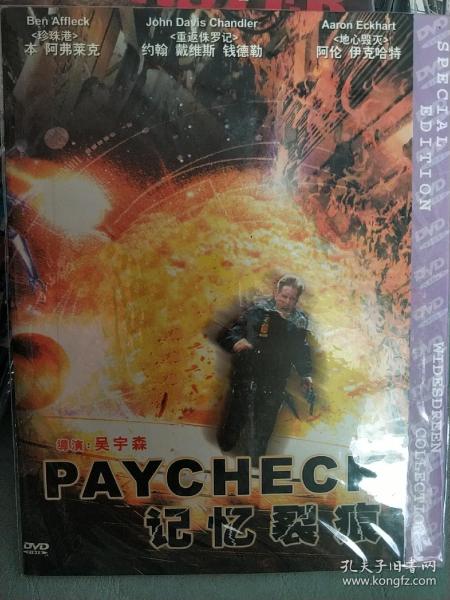 Ben Affleck
<珍珠港>
本 阿弗莱克
John Davis Chandler
<重返侏罗记>
约翰 戴维斯 钱德勒
Aaron Eckhart
<地心毁灭>
阿伦 伊克哈特
SPECIAL EDITION
WIDESDREEN COLLECTION
導演:吴宇森
PAYCHECK
记忆裂痕
DVD
孔夫子旧书网
www.kongfz.com